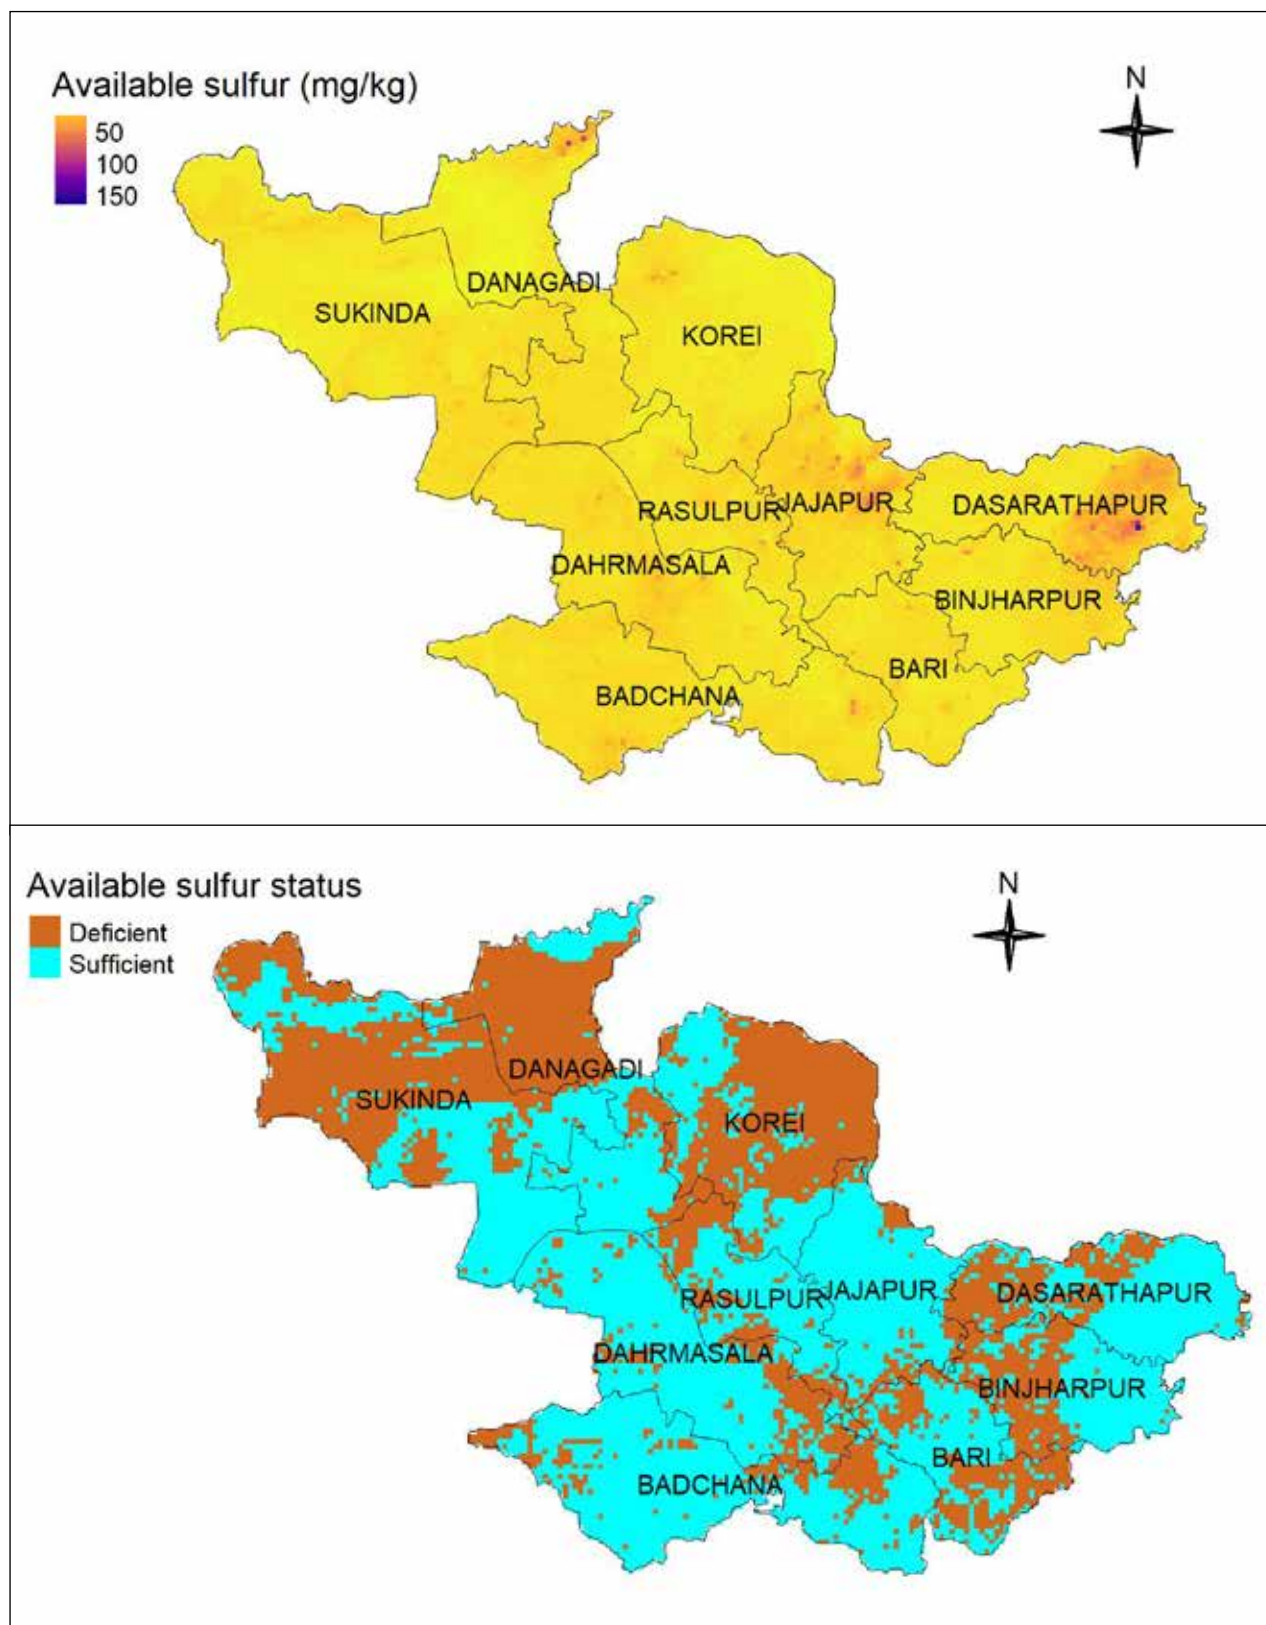 Available sulfur (mg/kg)
50
100
150
N
DANAGADI
SUKINDA
KOREI
RASULPUR
JAJAPUR
DASARATHAPUR
DAHRMASALA
BINJHARPUR
BARI
BADCHANA
Available sulfur status
Deficient
Sufficient
N
DANAGADI
SUKINDA
KOREI
RASULPUR
JAJAPUR
DASARATHAPUR
DAHRMASALA
BINJHARPUR
BARI
BADCHANA